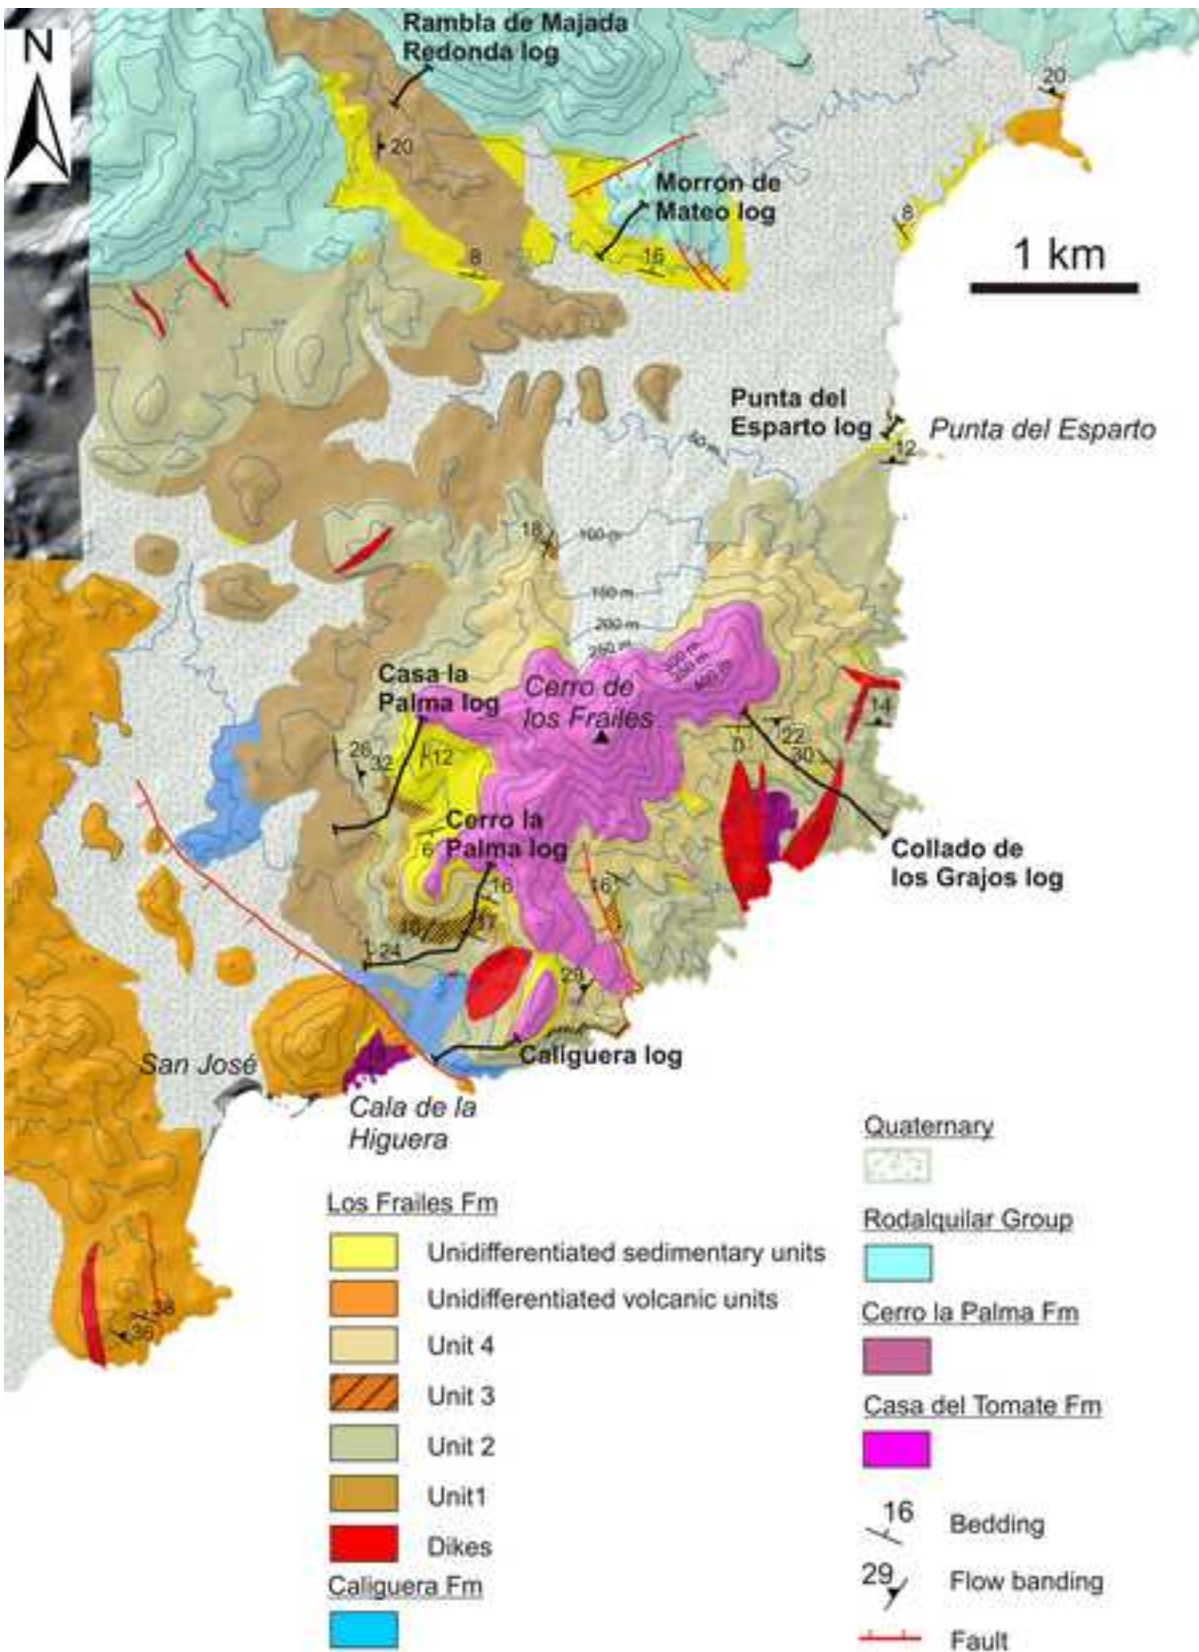 N
Rambla de Majada
Redonda log
20
20
Morrón de
Mateo log
8
8
16
1 km
Punta del
Esparto log
Punta del Esparto
50 m
12
18
100 m
150 m
200 m
250 m
Casa la
Palma log
Cerro de
los Frailes
14
26
32
12
22
0
30
Cerro la
Palma log
6
Collado de
los Grajos log
16
16
24
29
Caliguera log
San José
Cala de la
Higuera
38
36
Los Frailes Fm
Unidifferentiated sedimentary units
Unidifferentiated volcanic units
Unit 4
Unit 3
Unit 2
Unit1
Dikes
Caliguera Fm
Quaternary
Rodalquilar Group
Cerro la Palma Fm
Casa del Tomate Fm
16
Bedding
29
Flow banding
Fault